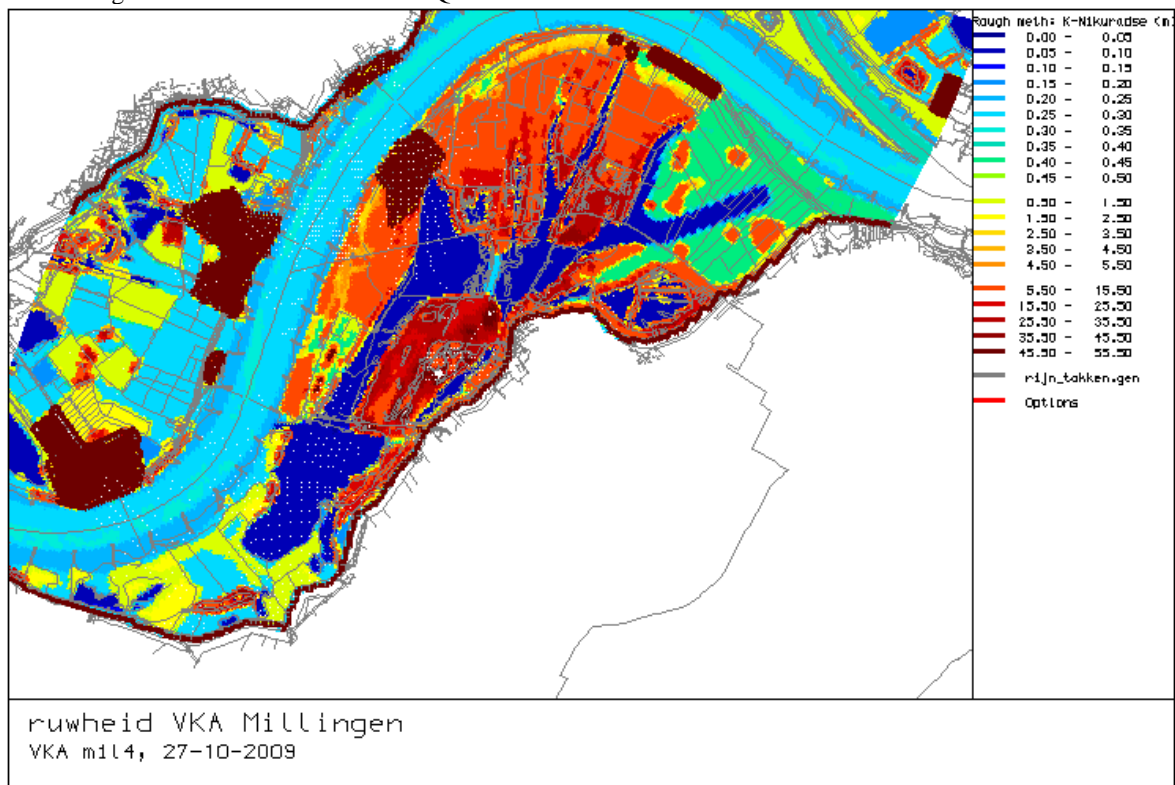 Rough meth: K-Nikuradse (m
0.00 - 0.05
0.05 - 0.10
0.10 - 0.15
0.15 - 0.20
0.20 - 0.25
0.25 - 0.30
0.30 - 0.35
0.35 - 0.40
0.40 - 0.45
0.45 - 0.50
0.50 - 1.50
1.50 - 2.50
2.50 - 3.50
3.50 - 4.50
4.50 - 5.50
5.50 - 15.50
15.50 - 25.50
25.50 - 35.50
35.50 - 45.50
45.50 - 55.50
rijn_takken.gen
Options
ruwheid VKA Millingen
VKA mil4, 27-10-2009